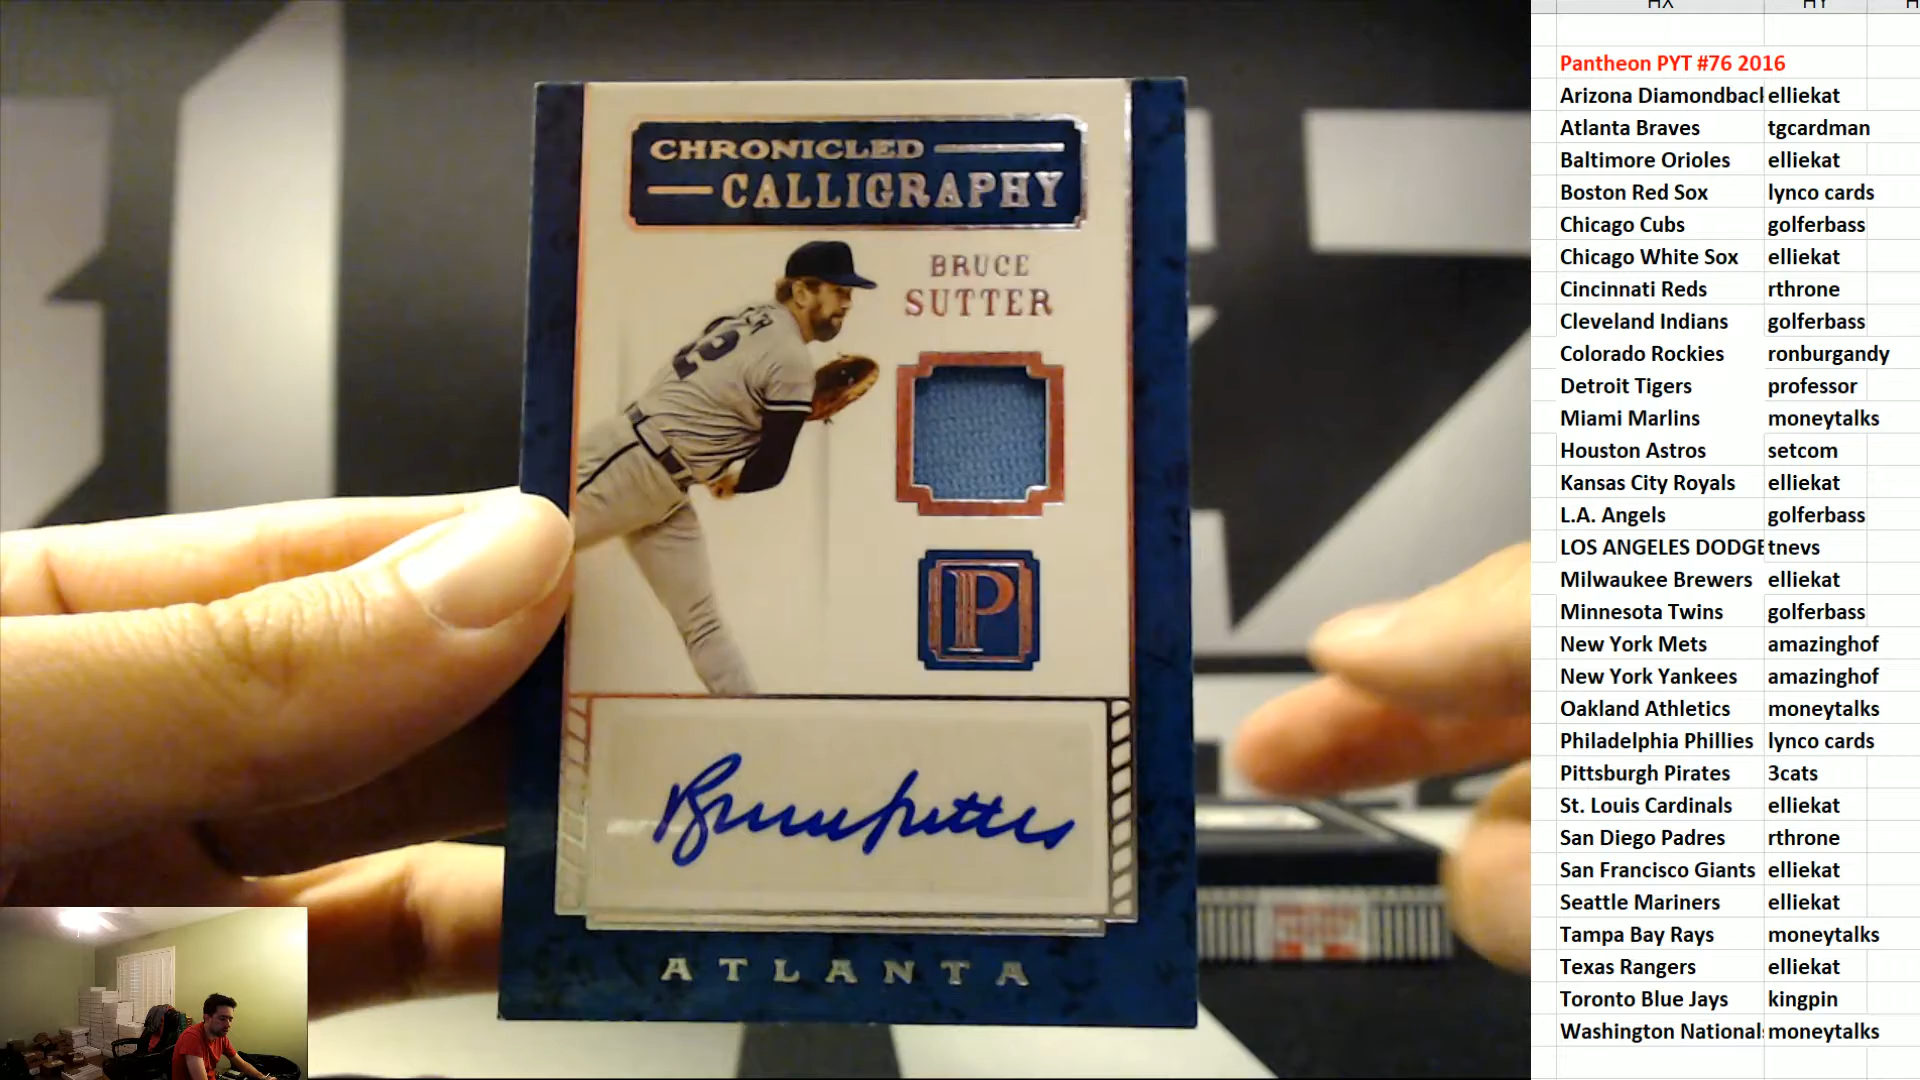 CHRONICLED
CALLIGRAPHY
BRUCE
SUTTER
P
Bruce Sutter
ATLANTA
HX HY
Pantheon PYT #76 2016
Arizona Diamondback elliekat
Atlanta Braves tgcardman
Baltimore Orioles elliekat
Boston Red Sox lynco cards
Chicago Cubs golferbass
Chicago White Sox elliekat
Cincinnati Reds rthrone
Cleveland Indians golferbass
Colorado Rockies ronburgandy
Detroit Tigers professor
Miami Marlins moneytalks
Houston Astros setcom
Kansas City Royals elliekat
L.A. Angels golferbass
LOS ANGELES DODGE tnevs
Milwaukee Brewers elliekat
Minnesota Twins golferbass
New York Mets amazinghof
New York Yankees amazinghof
Oakland Athletics moneytalks
Philadelphia Phillies lynco cards
Pittsburgh Pirates 3cats
St. Louis Cardinals elliekat
San Diego Padres rthrone
San Francisco Giants elliekat
Seattle Mariners elliekat
Tampa Bay Rays moneytalks
Texas Rangers elliekat
Toronto Blue Jays kingpin
Washington Nationals moneytalks